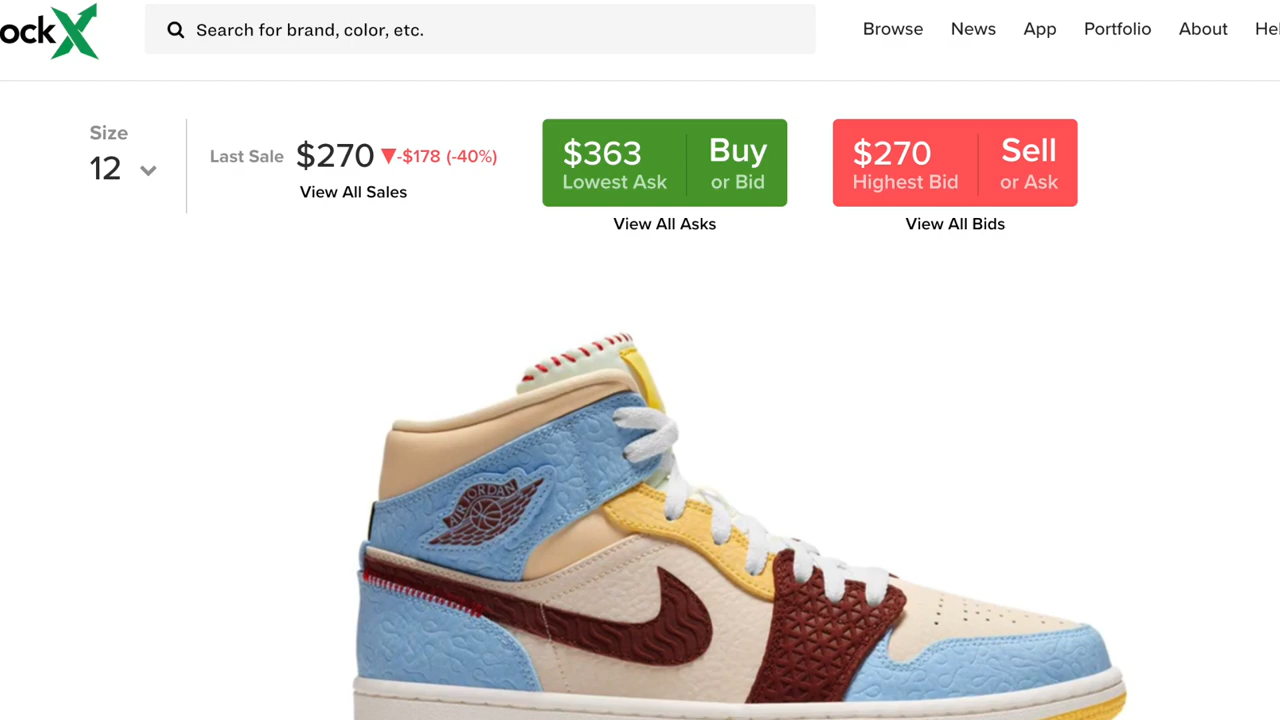 ockX
Search for brand, color, etc.
Browse News App Portfolio About Hel
Size
12
Last Sale $270 ▼-$178 (-40%)
View All Sales
$363 Buy
Lowest Ask or Bid
View All Asks
$270 Sell
Highest Bid or Ask
View All Bids
AIR JORDAN